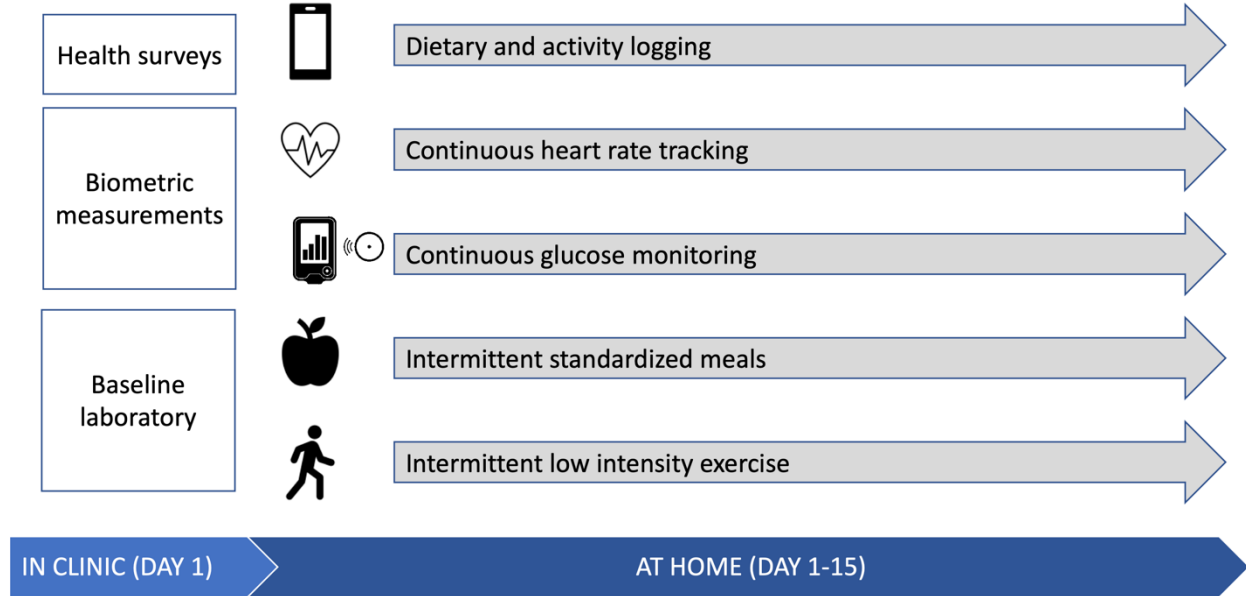 Health surveys
Biometric
measurements
Baseline
laboratory
Dietary and activity logging
Continuous heart rate tracking
Continuous glucose monitoring
Intermittent standardized meals
Intermittent low intensity exercise
IN CLINIC (DAY 1)
AT HOME (DAY 1-15)